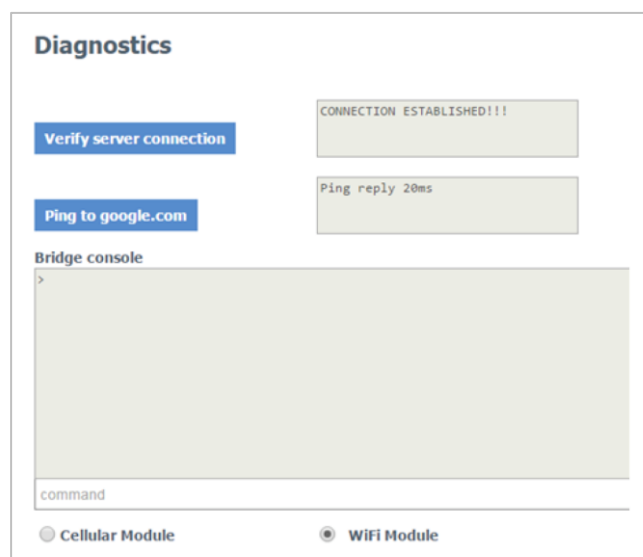 Diagnostics
CONNECTION ESTABLISHED!!!
Verify server connection
Ping reply 20ms
Ping to google.com
Bridge console
>
command
Cellular Module
WiFi Module